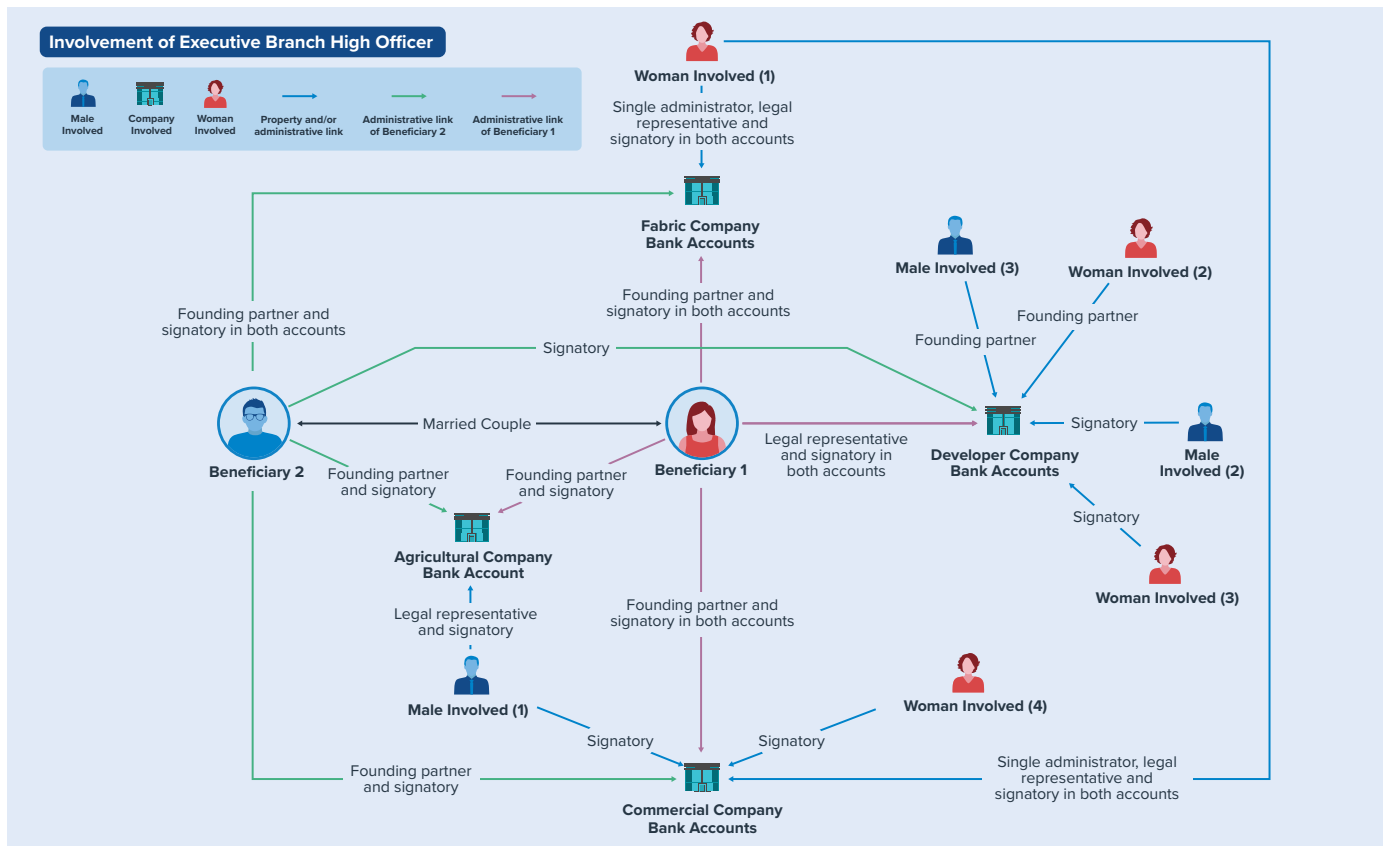 Involvement of Executive Branch High Officer
Male
Involved
Company
Involved
Woman
Involved
Property and/or
administrative link
Administrative link
of Beneficiary 2
Administrative link
of Beneficiary 1
Woman Involved (1)
Single administrator, legal
representative and
signatory in both accounts
Fabric Company
Bank Accounts
Male Involved (3)
Woman Involved (2)
Founding partner and
signatory in both accounts
Founding partner and
signatory in both accounts
Founding partner
Founding partner
Signatory
Married Couple
Beneficiary 2
Beneficiary 1
Legal representative
and signatory in
both accounts
Developer Company
Bank Accounts
Signatory
Male
Involved (2)
Founding partner
and signatory
Founding partner
and signatory
Signatory
Agricultural Company
Bank Account
Woman Involved (3)
Legal representative
and signatory
Founding partner and
signatory in both accounts
Male Involved (1)
Woman Involved (4)
Signatory
Signatory
Founding partner
and signatory
Single administrator, legal
representative and
signatory in both accounts
Commercial Company
Bank Accounts